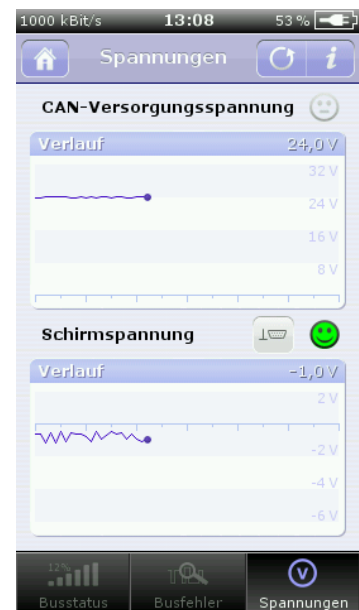 1000 kBit/s 13:08 53 %
Spannungen i
CAN-Versorgungsspannung
Verlauf 24,0 V
32 V
24 V
16 V
8 V
Schirmspannung
Verlauf -1,0 V
2 V
-2 V
-4 V
-6 V
12% V
Busstatus Busfehler Spannungen